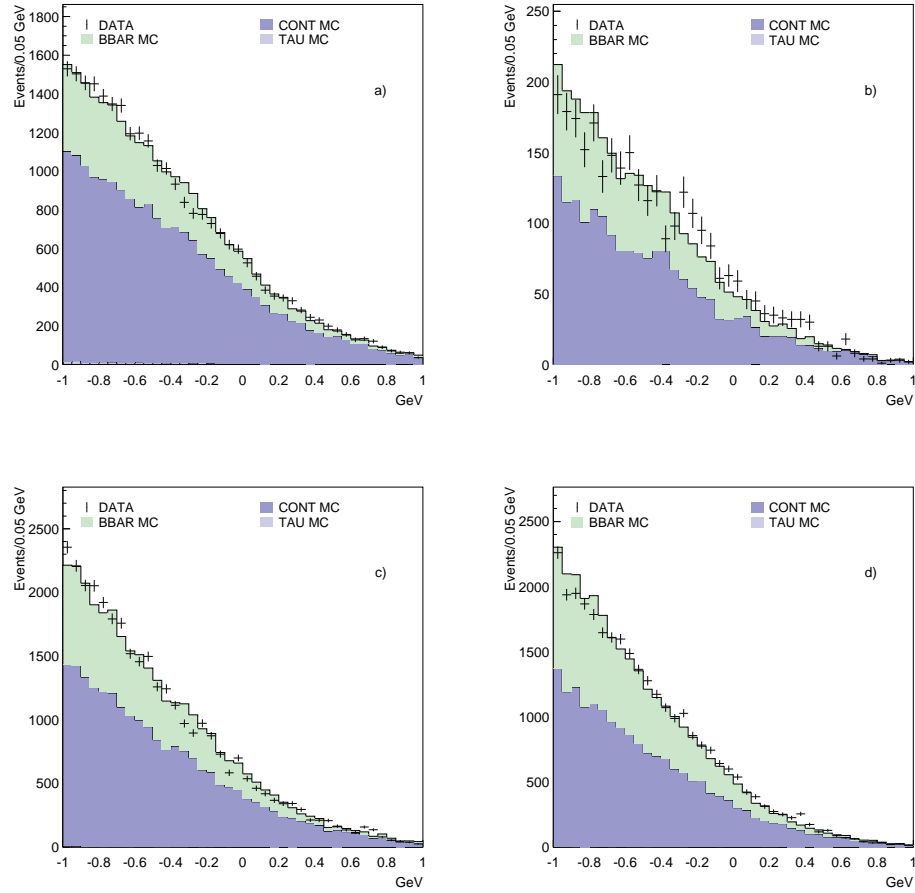 Events/0.05 GeV
1800
1600
1400
1200
1000
800
600
400
200
0
DATA
BBAR MC
CONT MC
TAU MC
a)
-1 -0.8 -0.6 -0.4 -0.2 0 0.2 0.4 0.6 0.8 1
GeV
Events/0.05 GeV
250
200
150
100
50
0
DATA
BBAR MC
CONT MC
TAU MC
b)
-1 -0.8 -0.6 -0.4 -0.2 0 0.2 0.4 0.6 0.8 1
GeV
Events/0.05 GeV
2500
2000
1500
1000
500
0
DATA
BBAR MC
CONT MC
TAU MC
c)
-1 -0.8 -0.6 -0.4 -0.2 0 0.2 0.4 0.6 0.8 1
GeV
Events/0.05 GeV
2500
2000
1500
1000
500
0
DATA
BBAR MC
CONT MC
TAU MC
d)
-1 -0.8 -0.6 -0.4 -0.2 0 0.2 0.4 0.6 0.8 1
GeV